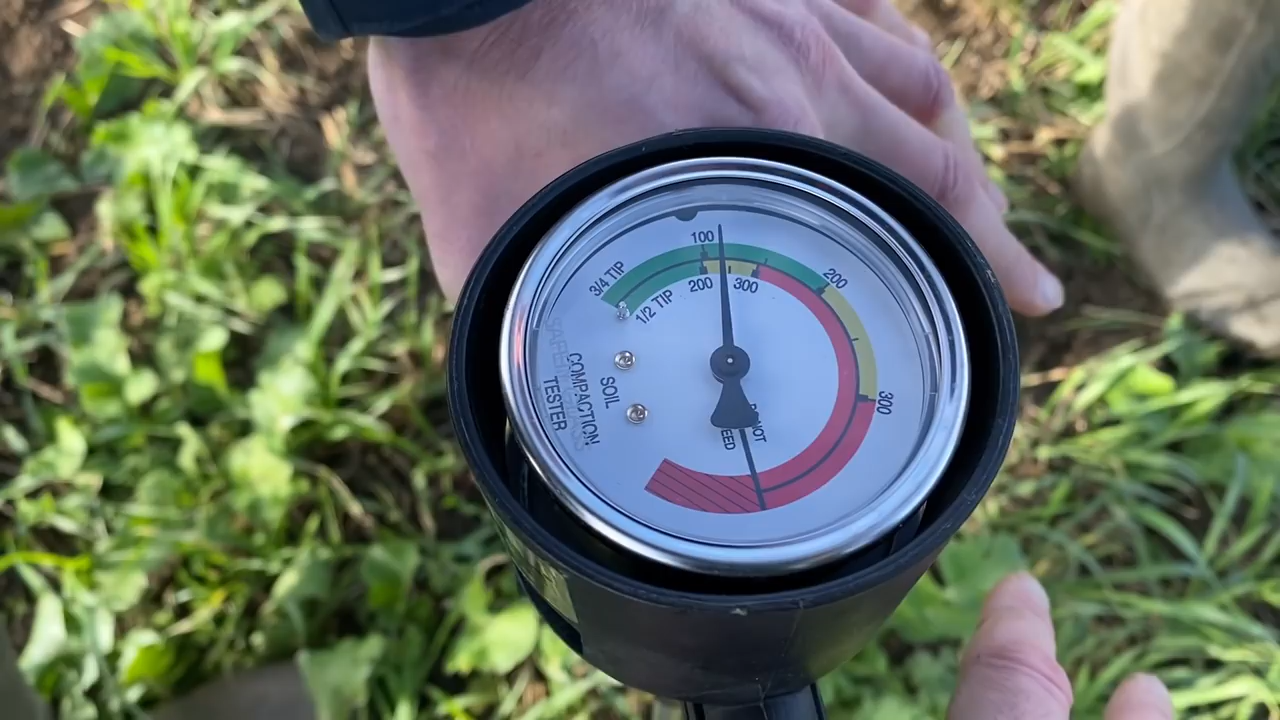 3/4 TIP 100 200 300
1/2 TIP 200 300
SOIL
COMPACTION
TESTER